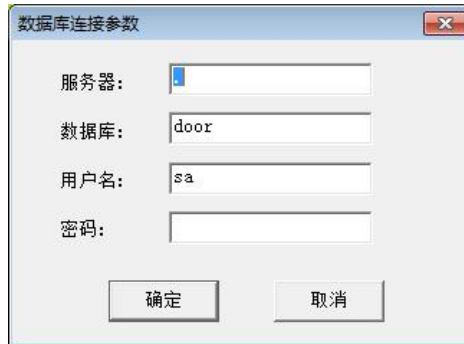 数据库连接参数
服务器: .
数据库: door
用户名: sa
密码:
确定 取消